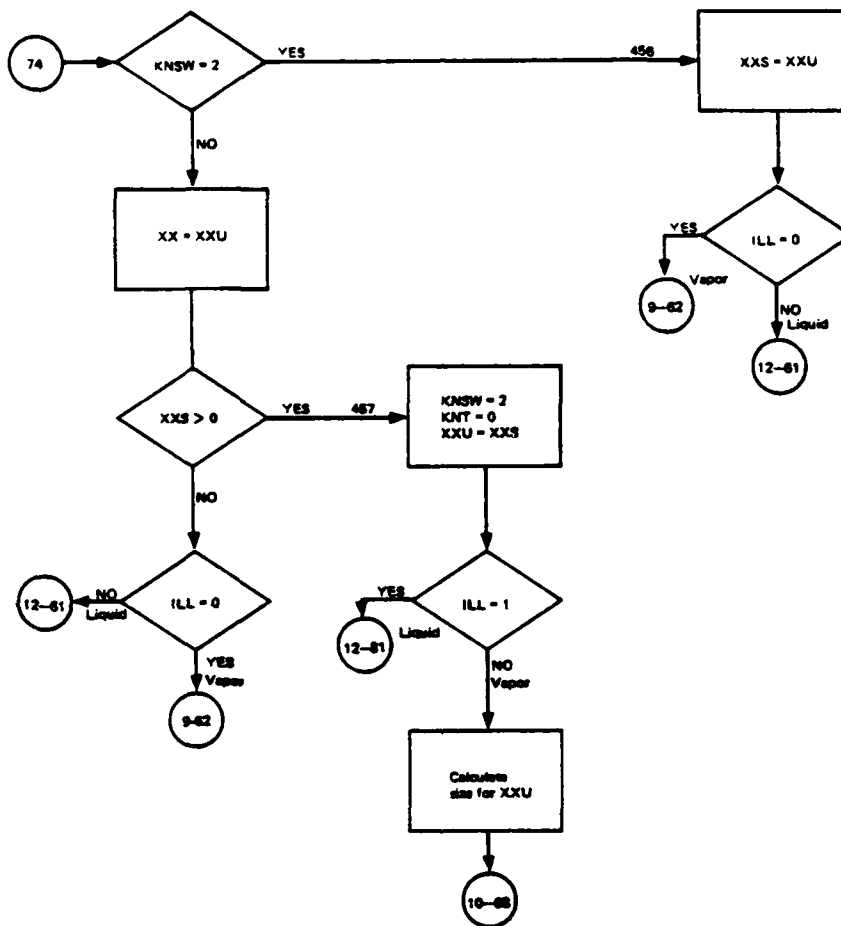 74
KNSW = 2
YES
456
XXS = XXU
NO
XX = XXU
YES
ILL = 0
Vapor
9-62
NO
Liquid
12-61
XXS > 0
YES
457
KNSW = 2
KNT = 0
XXU = XXS
NO
12-61
NO
Liquid
ILL = 0
YES
ILL = 1
12-61
Liquid
YES
Vapor
NO
Vapor
9-62
Calculate
size for XXU